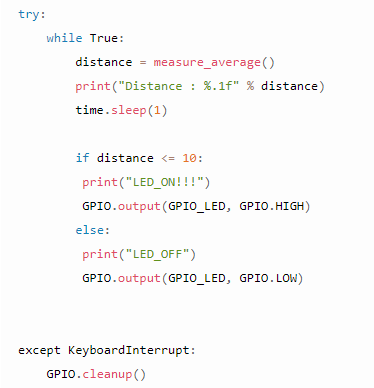 try:
    while True:
        distance = measure_average()
        print("Distance : %.1f" % distance)
        time.sleep(1)

        if distance <= 10:
         print("LED_ON!!!")
         GPIO.output(GPIO_LED, GPIO.HIGH)
        else:
         print("LED_OFF")
         GPIO.output(GPIO_LED, GPIO.LOW)


except KeyboardInterrupt:
    GPIO.cleanup()